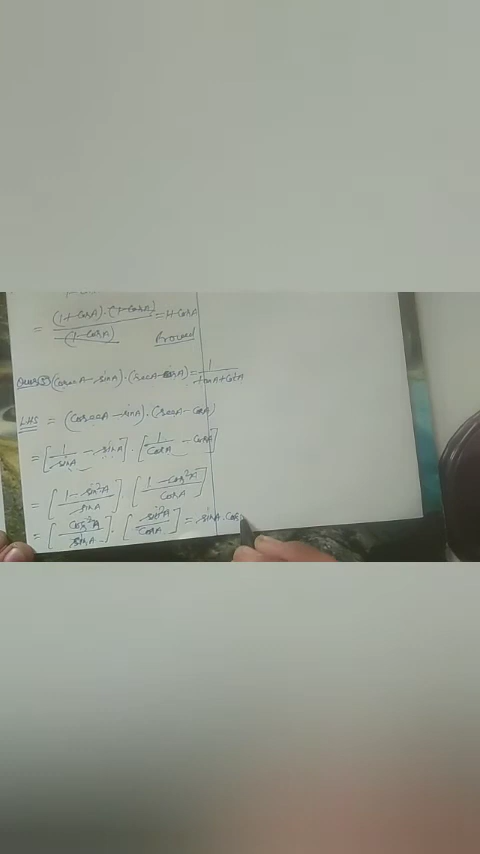 = (1+CosA).(1-CosA) / (1-CosA) = 1+CosA
Proved
Ques(5) (CosecA-sinA).(secA-CosA) = 1 / tanA+CotA
LHS = (CosecA-sinA).(SecA-CosA)
= [1/sinA - sinA].[1/CosA - CosA]
= [1-sin²A / sinA].[1-cos²A / CosA]
= [Cos²A / sinA].[sin²A / CosA] = sinA.Cos